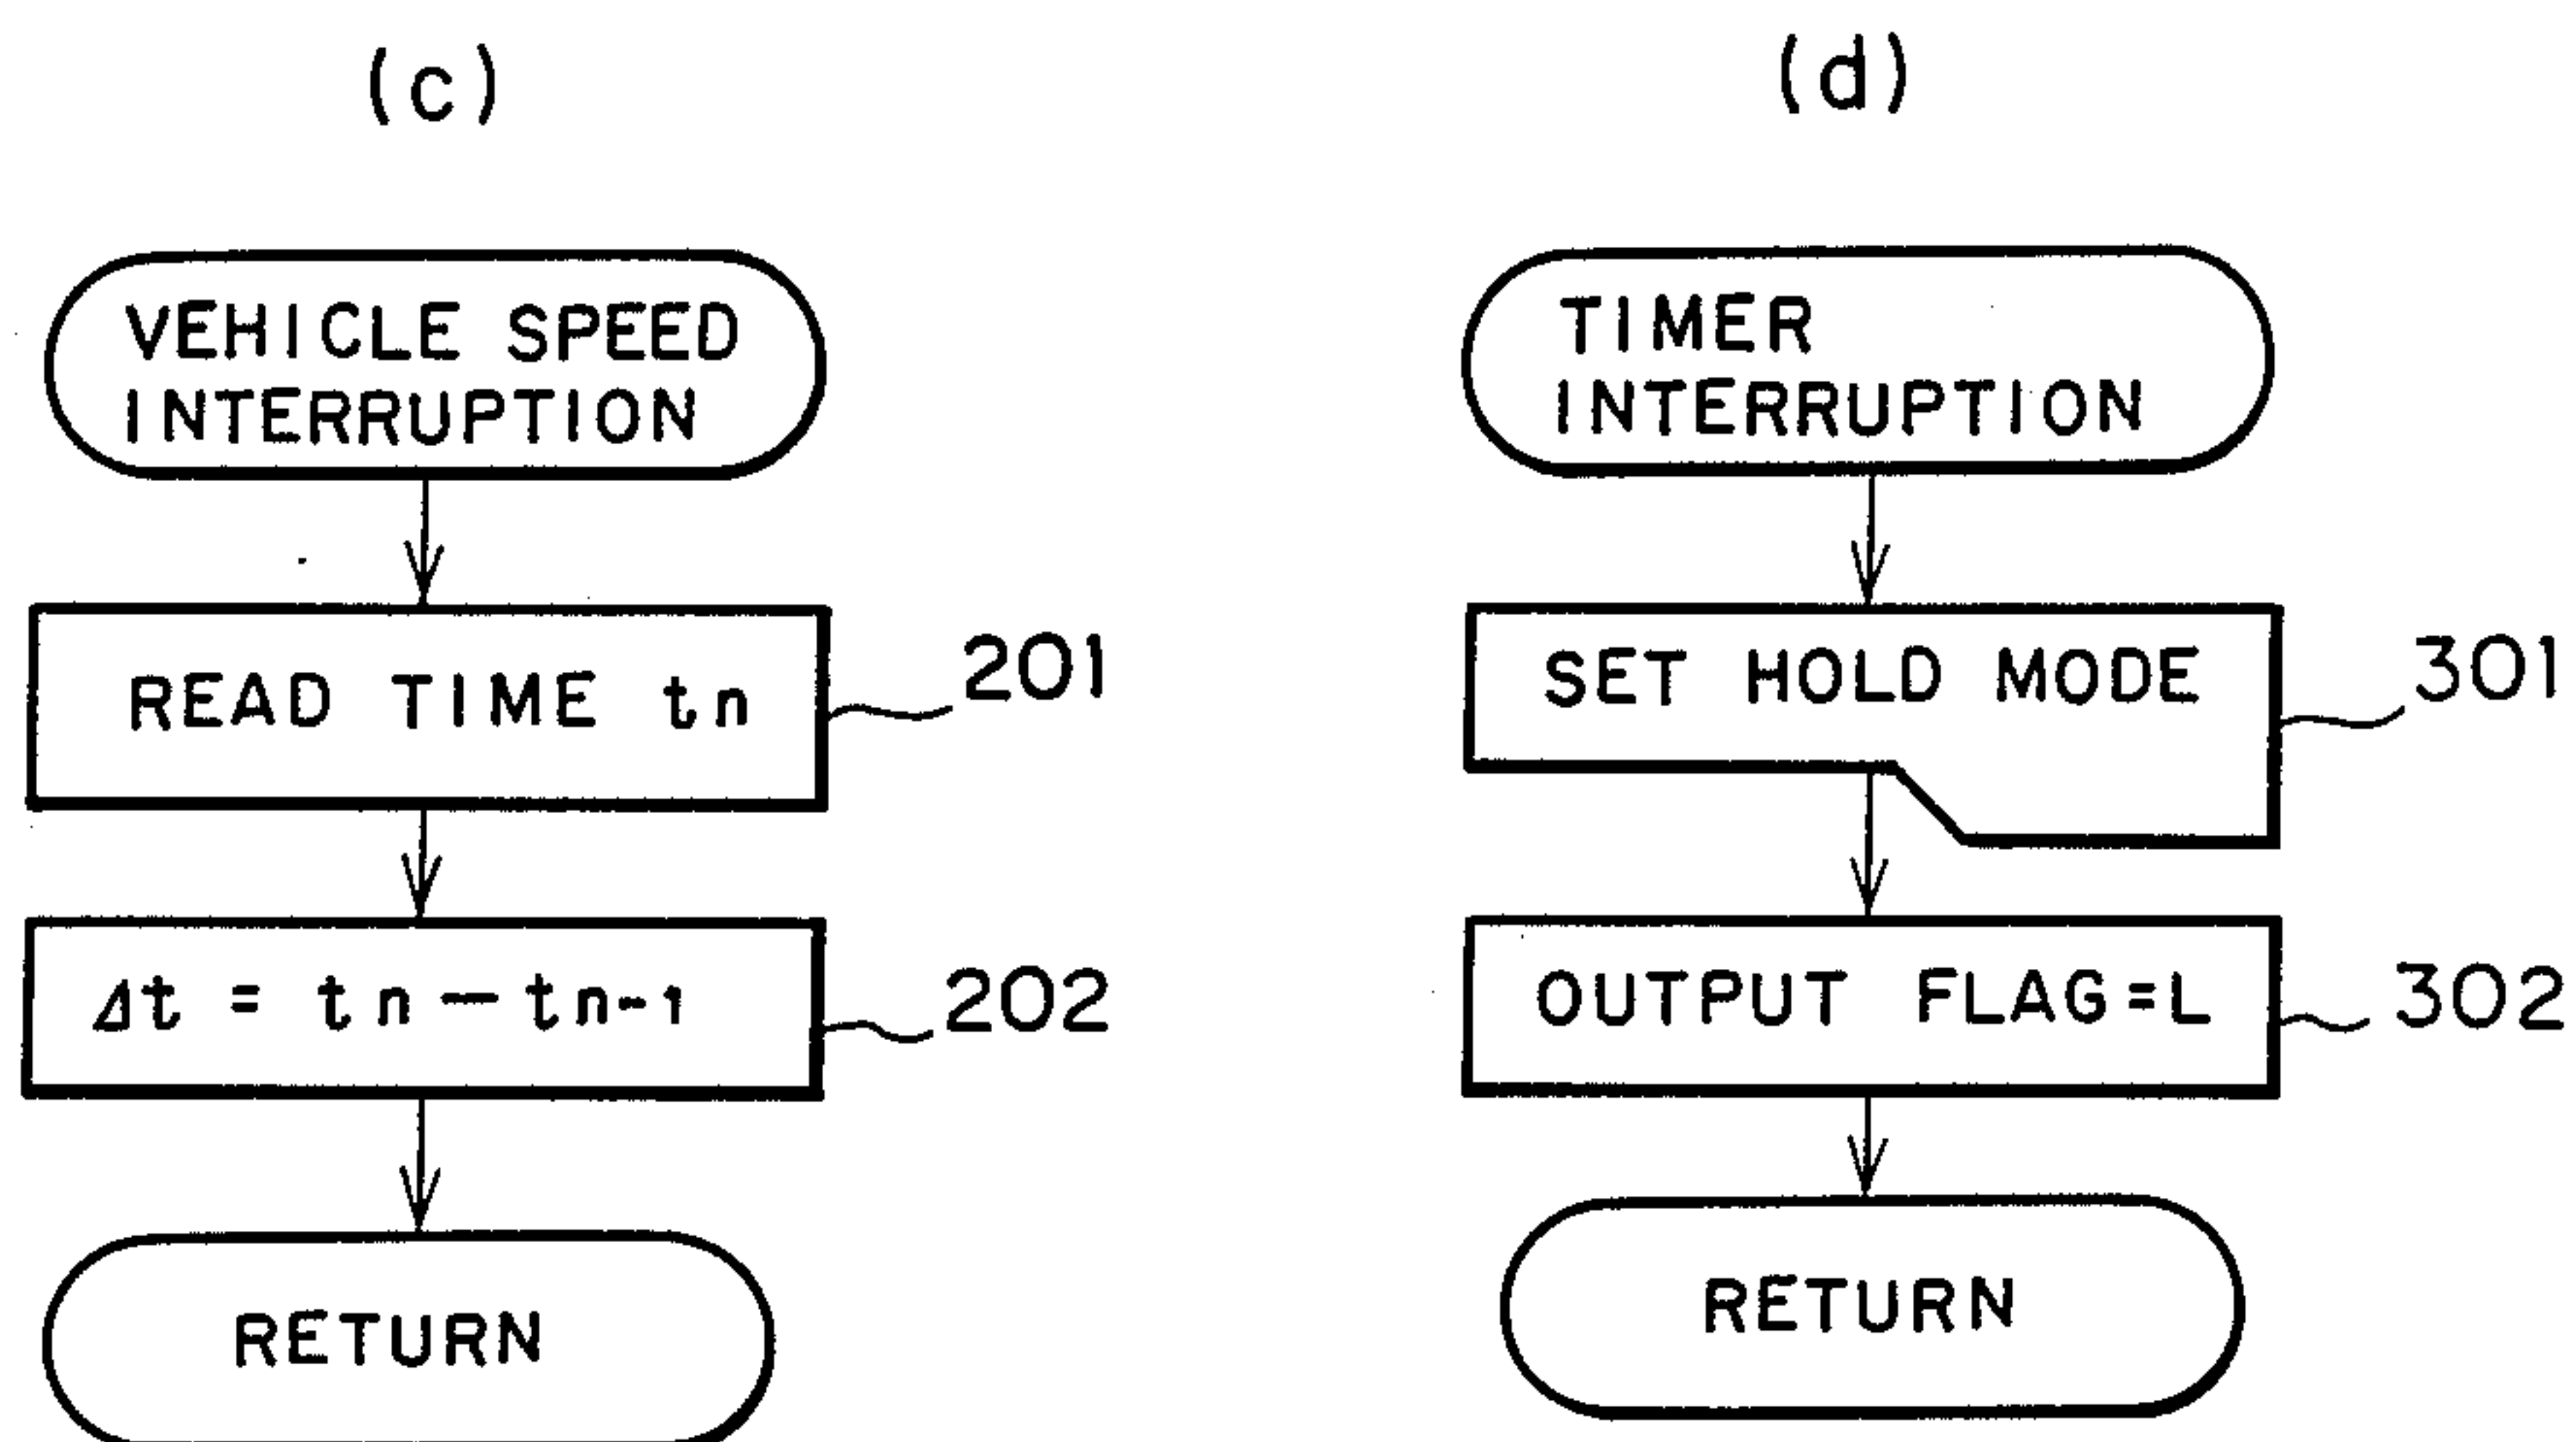 (c)
VEHICLE SPEED
INTERRUPTION
READ TIME tn
201
Δt = tn − tn-1
202
RETURN
(d)
TIMER
INTERRUPTION
SET HOLD MODE
301
OUTPUT FLAG=L
302
RETURN